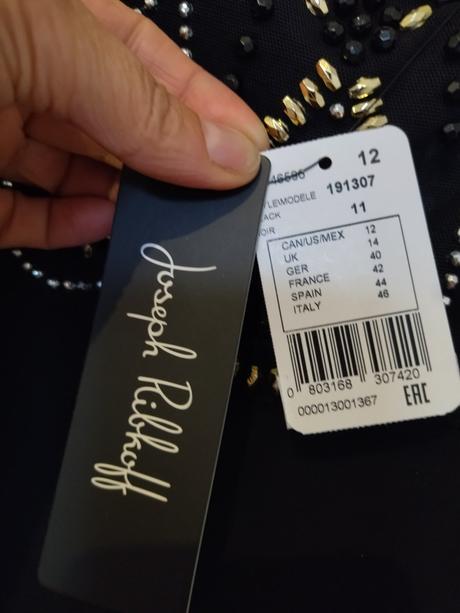 Joseph Ribkoff
12
46586
191307
11
CAN/US/MEX 12
UK 14
GER 40
FRANCE 42
SPAIN 44
ITALY 46
0 803168 307420
000013001367
EAC